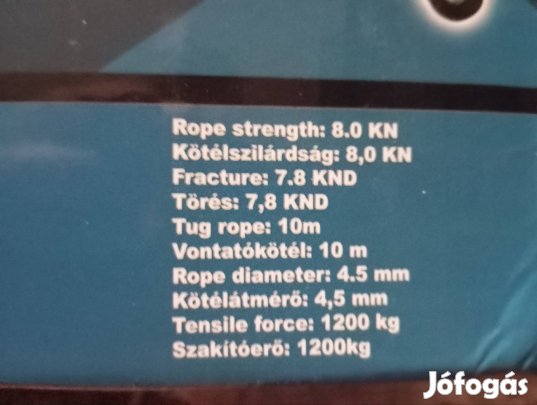 Rope strength: 8.0 KN
Kötélszilárdság: 8,0 KN
Fracture: 7.8 KND
Törés: 7,8 KND
Tug rope: 10m
Vontatókötél: 10 m
Rope diameter: 4.5 mm
Kötélátmérő: 4,5 mm
Tensile force: 1200 kg
Szakítóerő: 1200kg
Jófogás